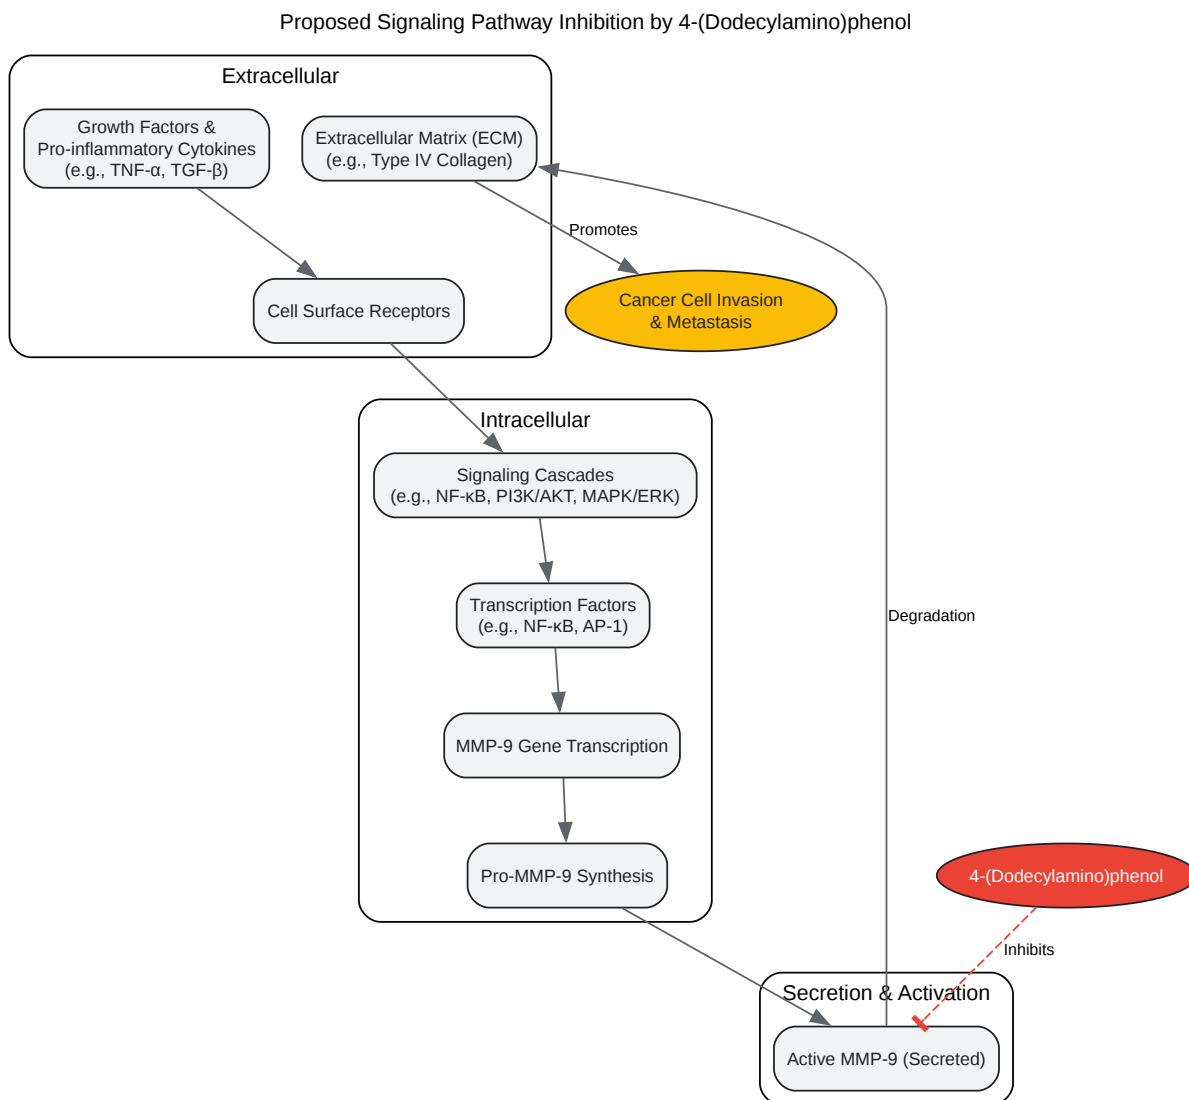 Proposed Signaling Pathway Inhibition by 4-(Dodecylamino)phenol
Extracellular
Growth Factors &
Pro-inflammatory Cytokines
(e.g., TNF-α, TGF-β)
Extracellular Matrix (ECM)
(e.g., Type IV Collagen)
Promotes
Cell Surface Receptors
Cancer Cell Invasion
& Metastasis
Intracellular
Signaling Cascades
(e.g., NF-κB, PI3K/AKT, MAPK/ERK)
Transcription Factors
(e.g., NF-κB, AP-1)
Degradation
MMP-9 Gene Transcription
Pro-MMP-9 Synthesis
4-(Dodecylamino)phenol
Inhibits
Secretion & Activation
Active MMP-9 (Secreted)